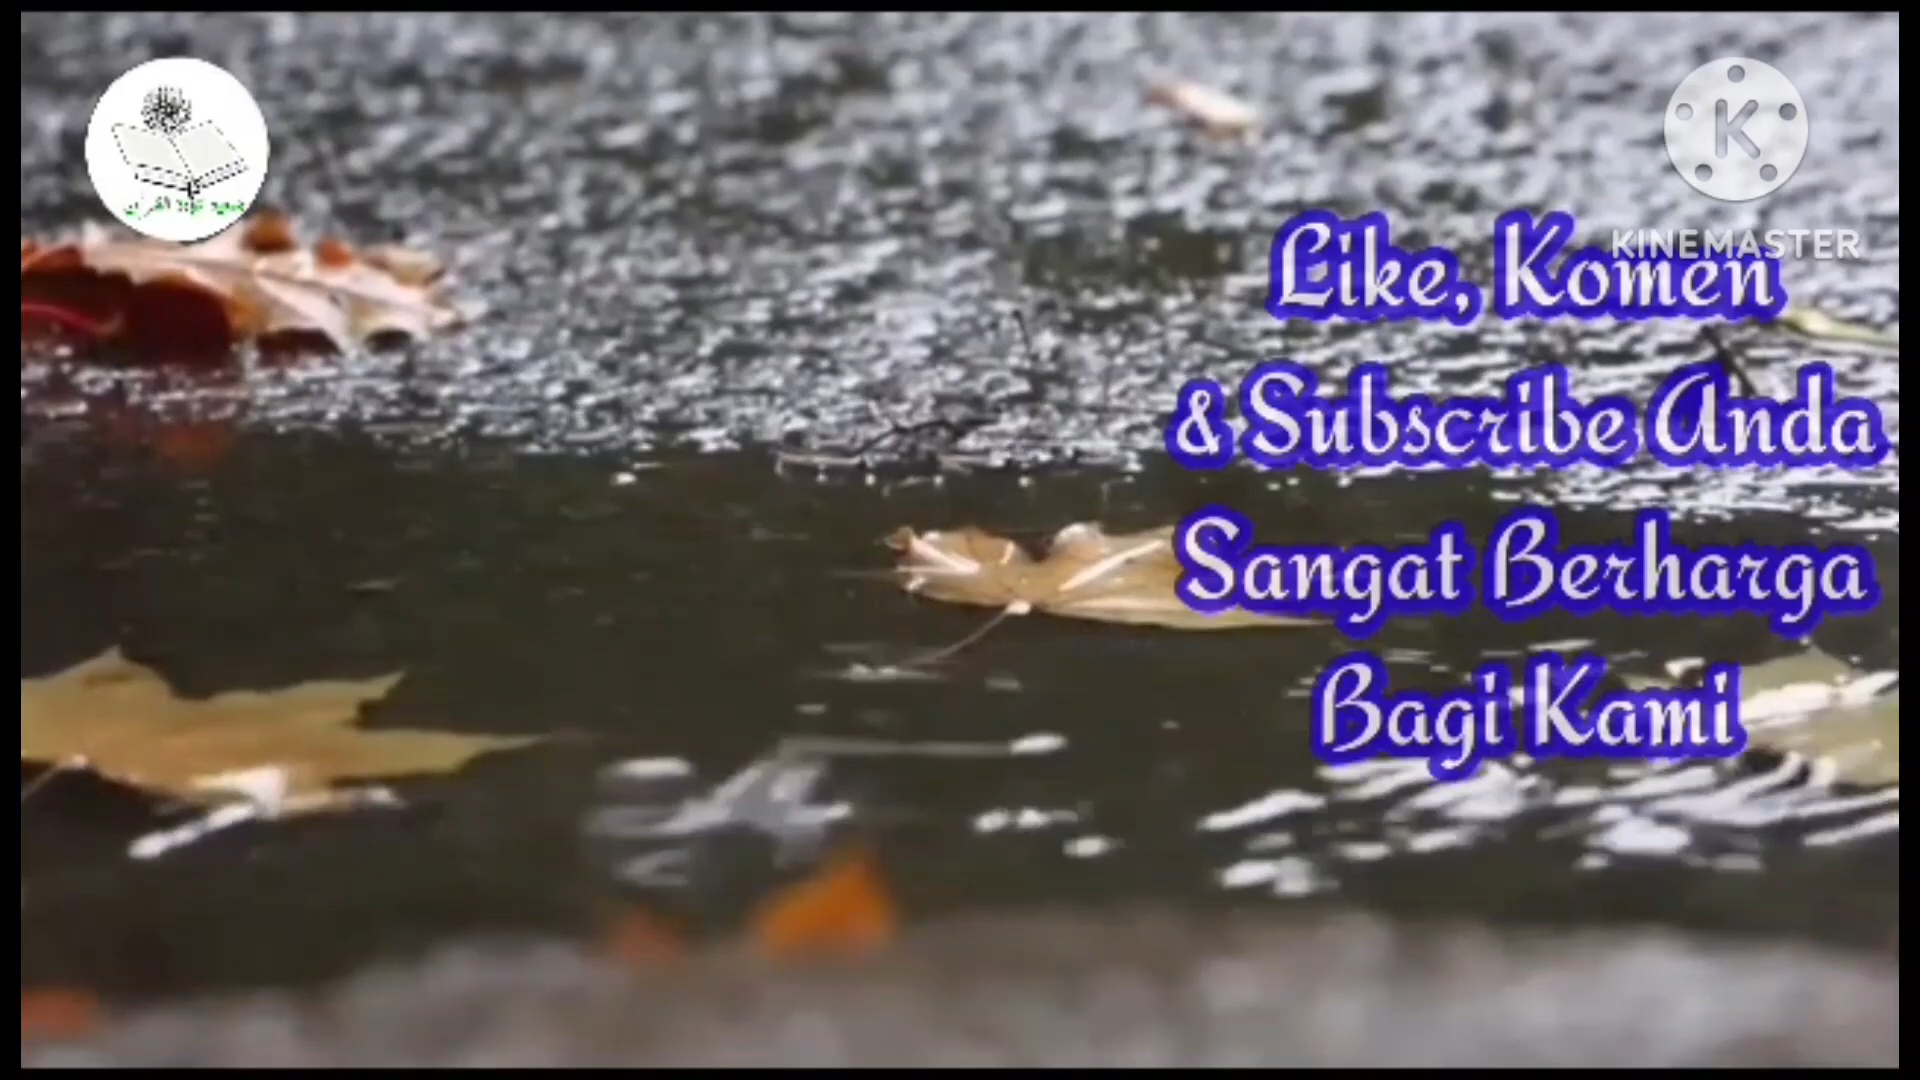 KINEMASTER
Like, Komen
& Subscribe Anda
Sangat Berharga
Bagi Kami